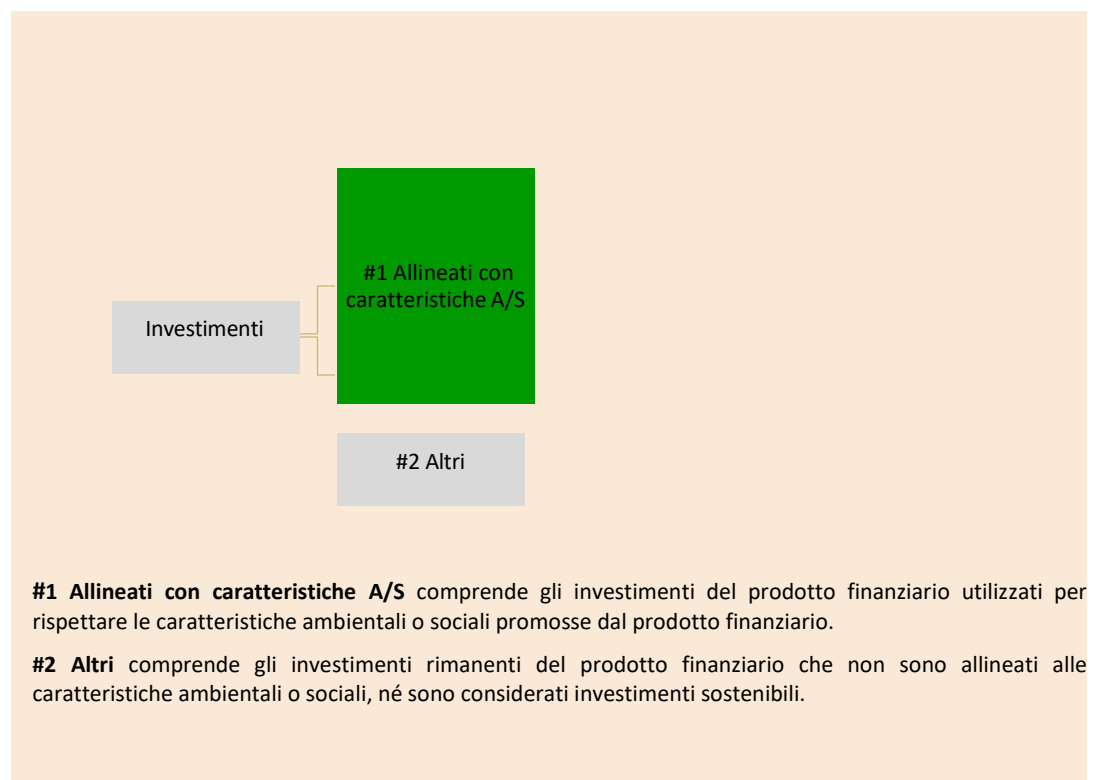 #1 Allineati con
caratteristiche A/S
Investimenti
#2 Altri
#1 Allineati con caratteristiche A/S comprende gli investimenti del prodotto finanziario utilizzati per
rispettare le caratteristiche ambientali o sociali promosse dal prodotto finanziario.
#2 Altri comprende gli investimenti rimanenti del prodotto finanziario che non sono allineati alle
caratteristiche ambientali o sociali, né sono considerati investimenti sostenibili.